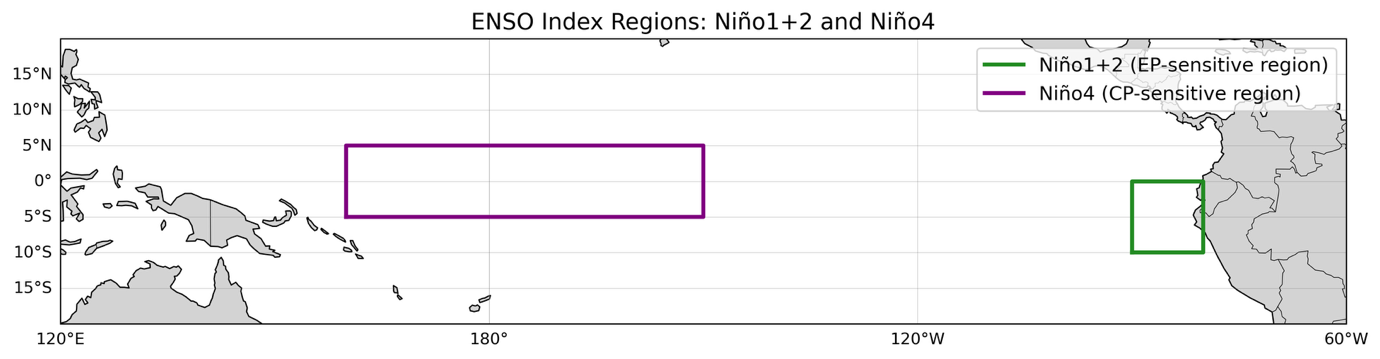 ENSO Index Regions: Niño1+2 and Niño4
Niño1+2 (EP-sensitive region)
Niño4 (CP-sensitive region)
15°N
10°N
5°N
0°
5°S
10°S
15°S
120°E
180°
120°W
60°W